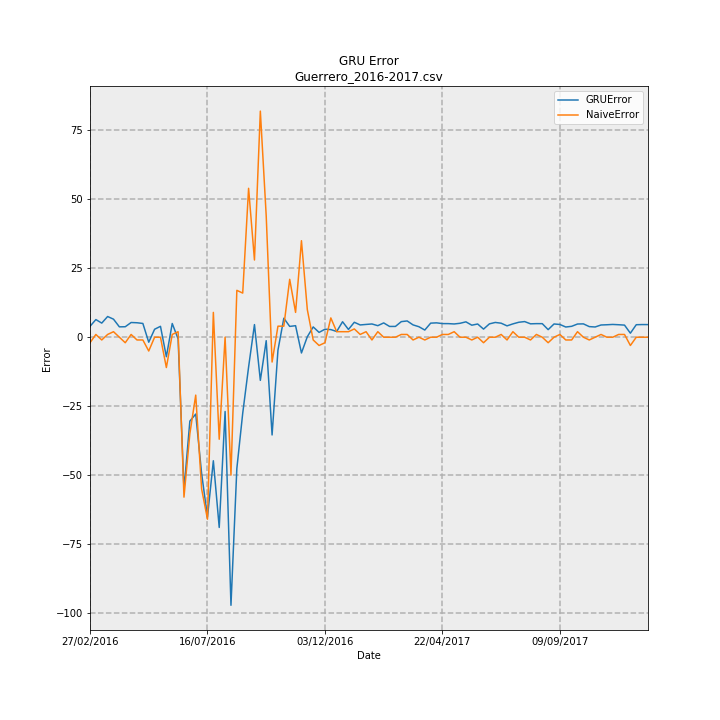 GRU Error
Guerrero_2016-2017.csv
GRUError
NaiveError
75
50
25
0
−25
−50
−75
−100
Error
27/02/2016
16/07/2016
03/12/2016
22/04/2017
09/09/2017
Date